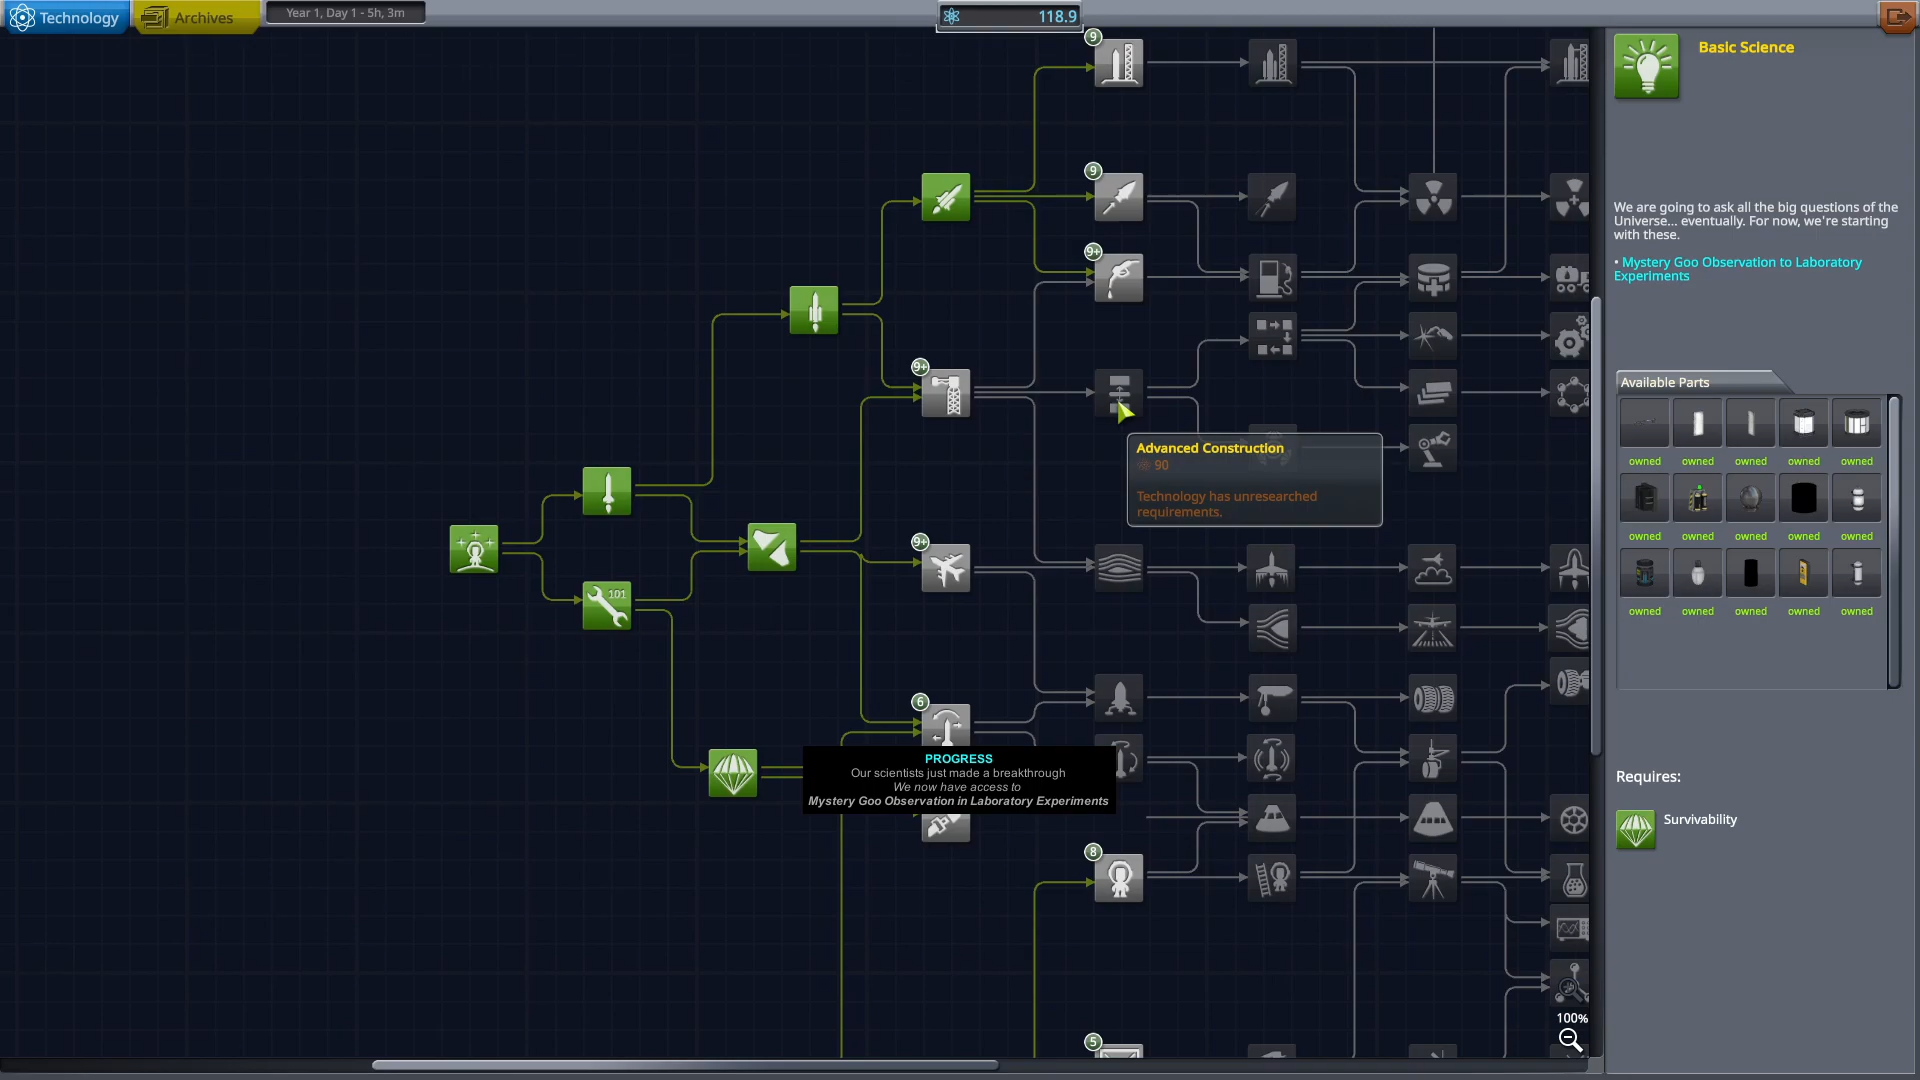 Technology
Archives
Year 1, Day 1 - 5h, 3m
118.9
Basic Science
We are going to ask all the big questions of the
Universe... eventually. For now, we're starting
with these.
• Mystery Goo Observation to Laboratory
Experiments
Available Parts
owned owned owned owned owned
owned owned owned owned owned
owned owned owned owned owned
Requires:
Survivability
9
9
9+
9+
Advanced Construction
90
Technology has unresearched
requirements.
9+
101
6
PROGRESS
Our scientists just made a breakthrough
We now have access to
Mystery Goo Observation in Laboratory Experiments
8
5
100%